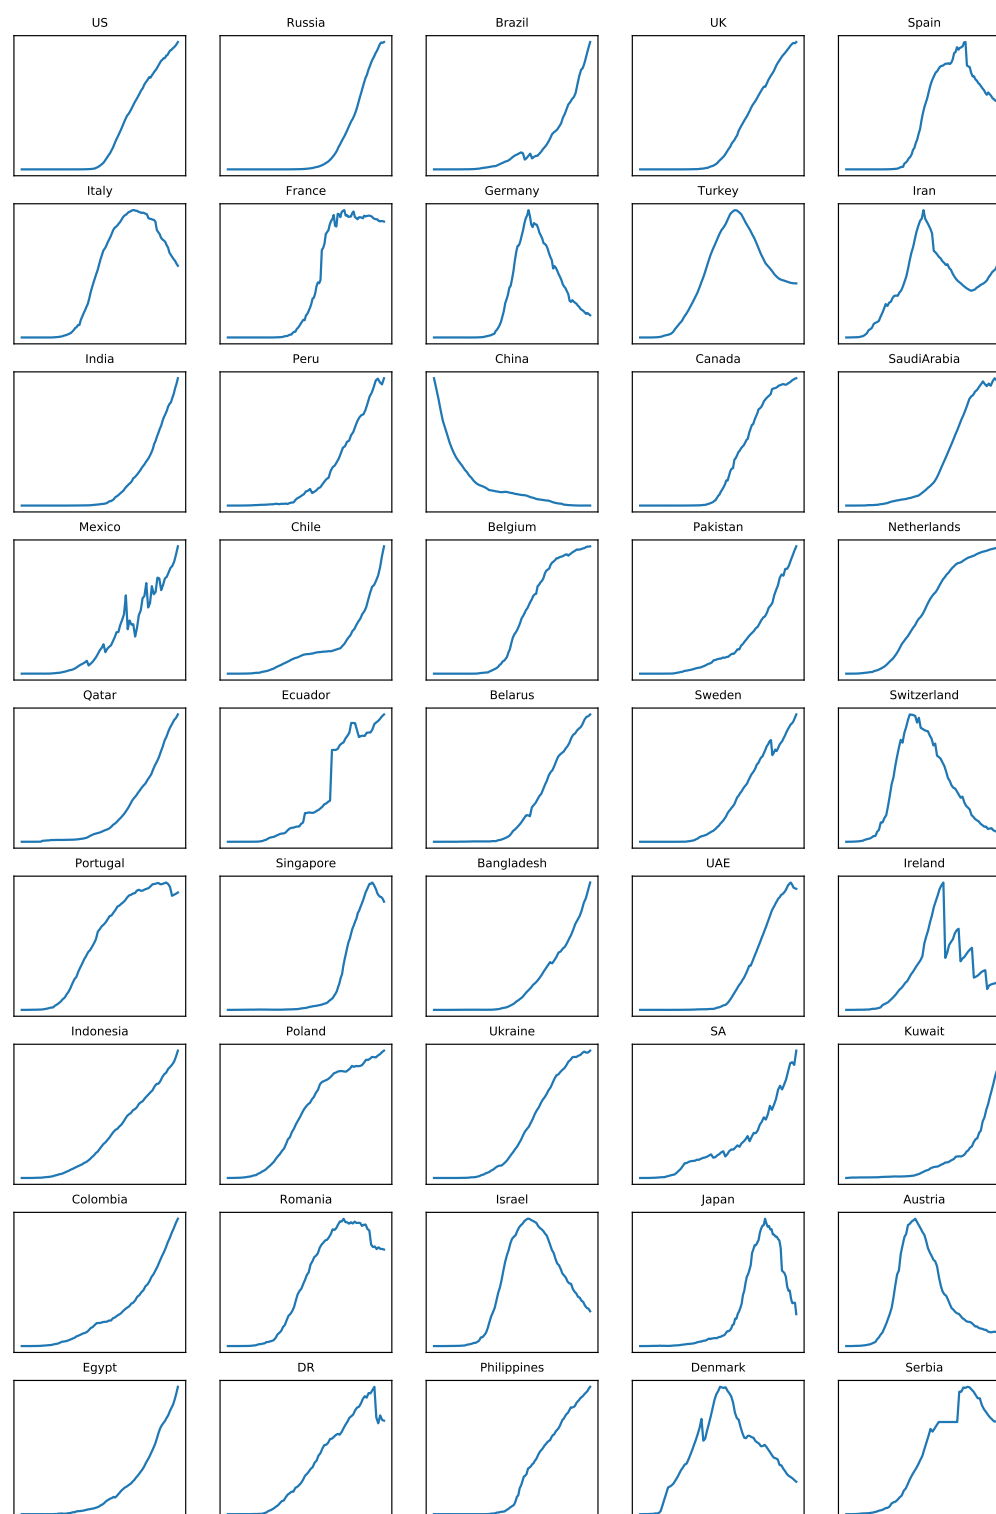 US Russia Brazil UK Spain
Italy France Germany Turkey Iran
India Peru China Canada SaudiArabia
Mexico Chile Belgium Pakistan Netherlands
Qatar Ecuador Belarus Sweden Switzerland
Portugal Singapore Bangladesh UAE Ireland
Indonesia Poland Ukraine SA Kuwait
Colombia Romania Israel Japan Austria
Egypt DR Philippines Denmark Serbia